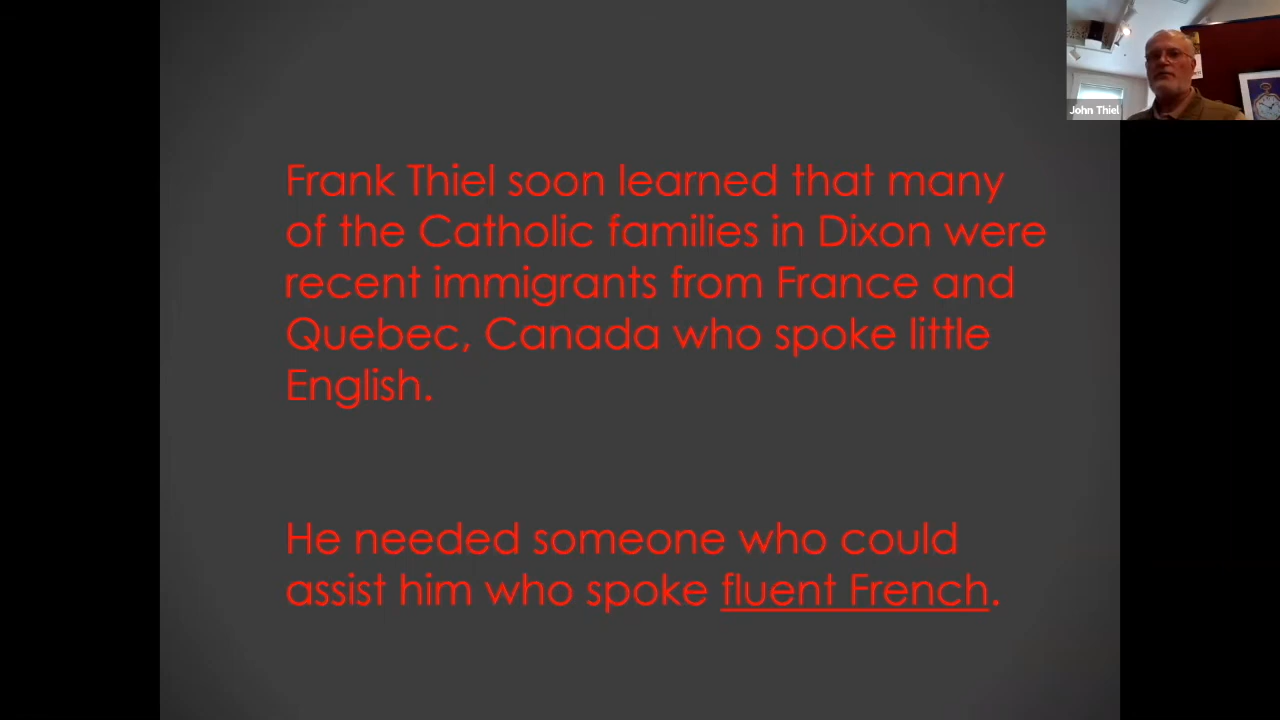 Frank Thiel soon learned that many
of the Catholic families in Dixon were
recent immigrants from France and
Quebec, Canada who spoke little
English.
He needed someone who could
assist him who spoke fluent French.
John Thiel